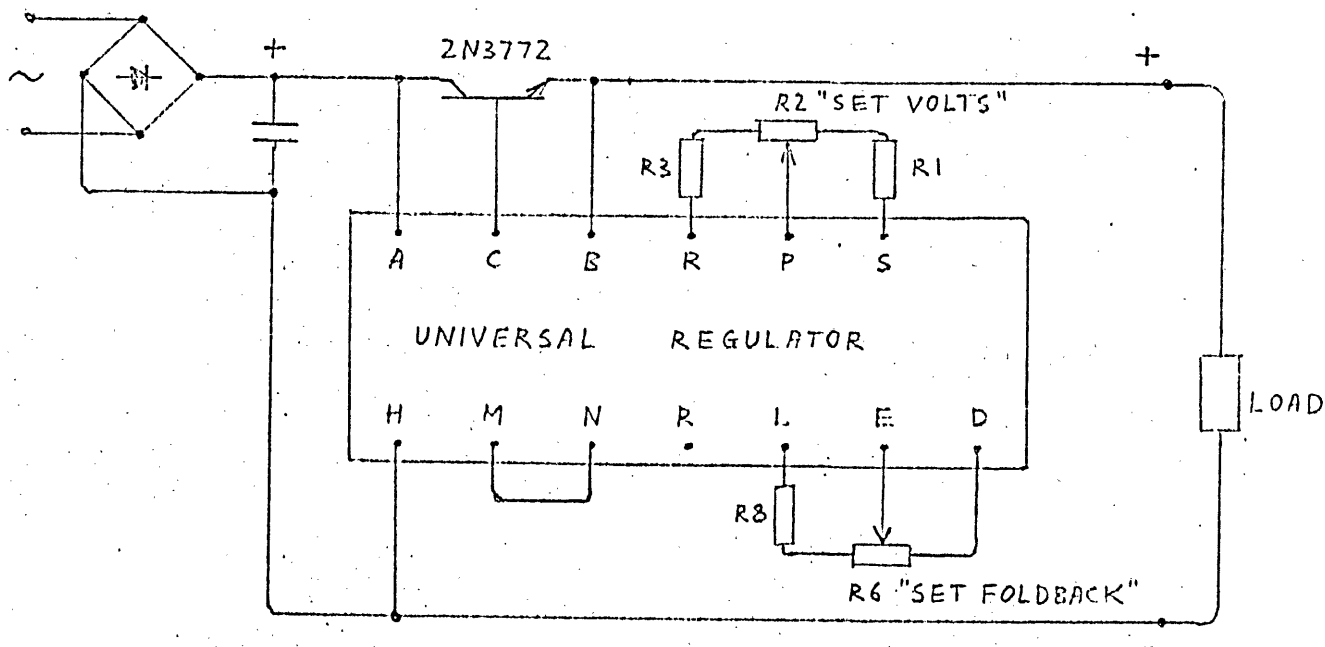 2N3772
+
+
~
R2 "SET VOLTS"
R3
R1
A C B R P S
UNIVERSAL REGULATOR
H M N R L E D
LOAD
R8
R6 "SET FOLDBACK"